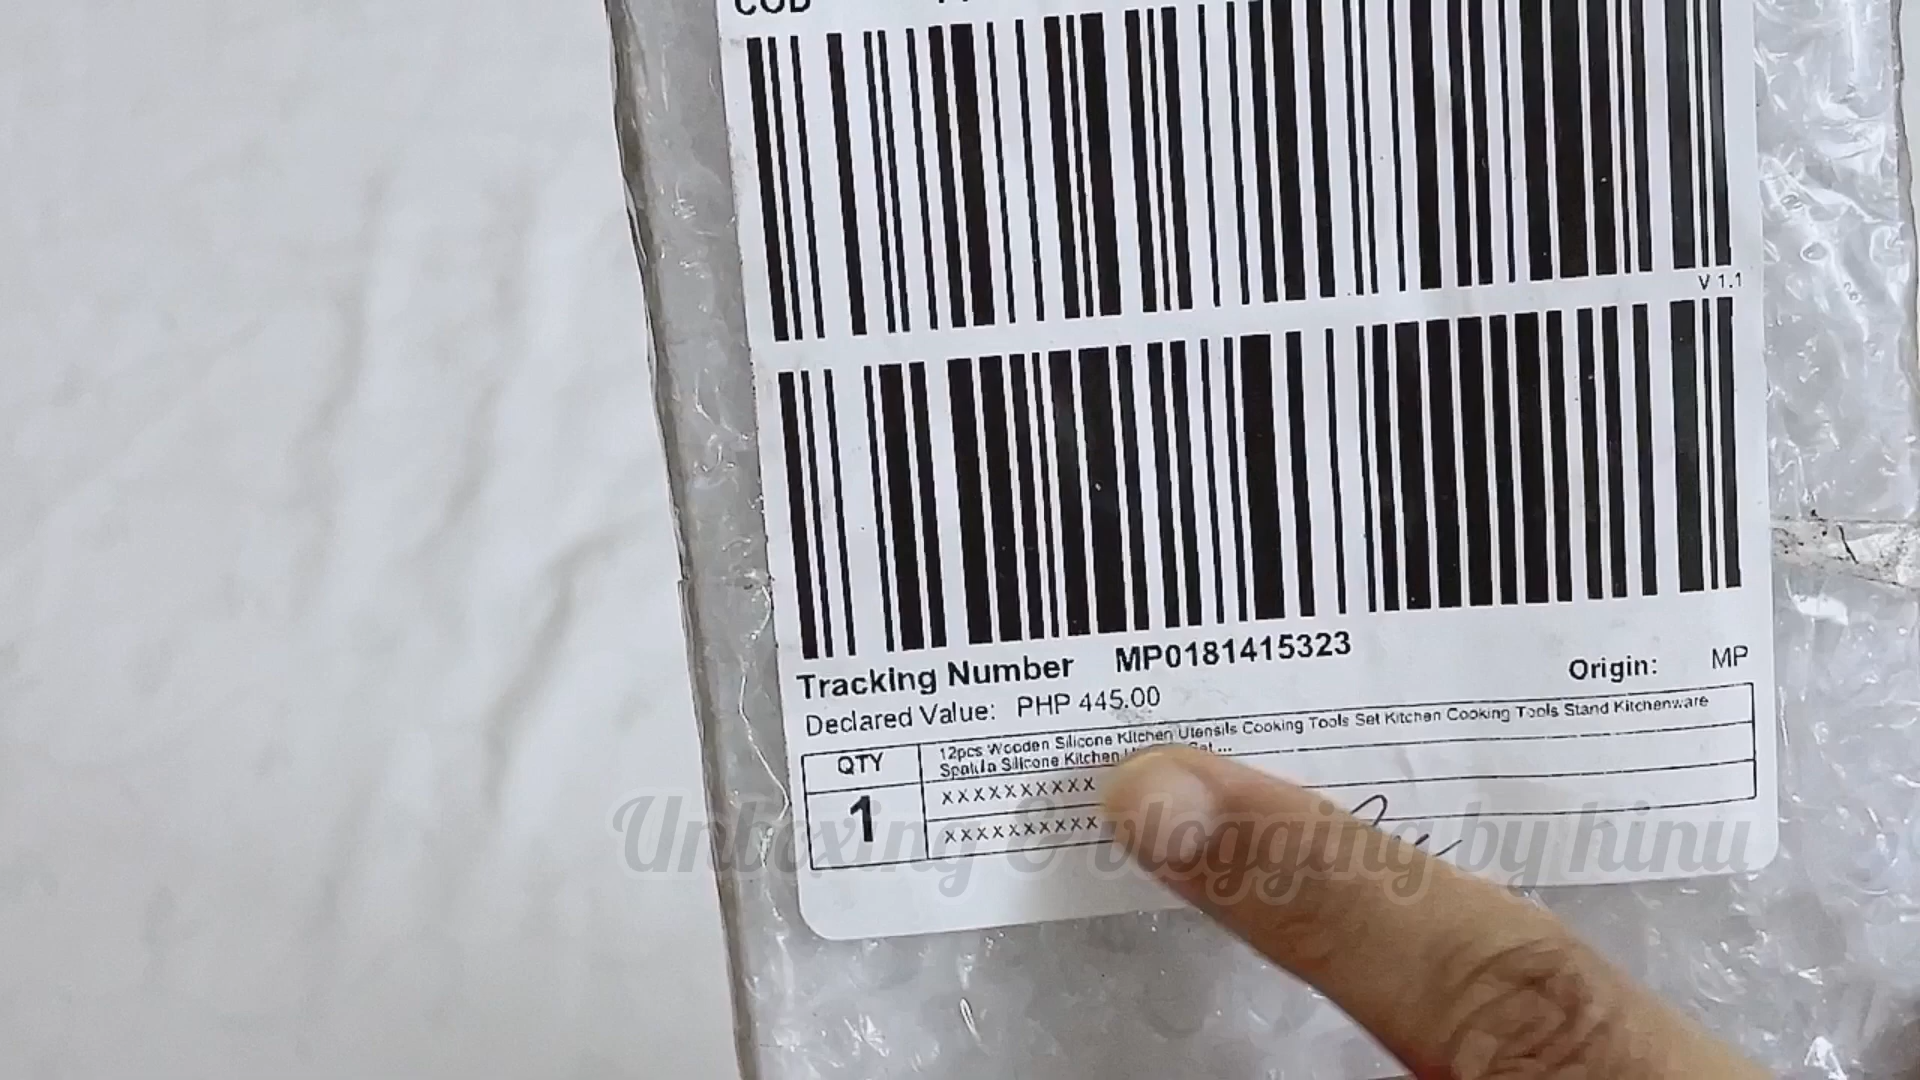 COD
V 1.1
Tracking Number MP0181415323
Origin: MP
Declared Value: PHP 445.00
QTY
1
12pcs Wooden Silicone Kitchen Utensils Cooking Tools Set Kitchen Cooking Tools Stand Kitchenware
Spatula Silicone Kitchen Set ...
XXXXXXXXXX
XXXXXXXXXX
Unboxing & vlogging by hinu